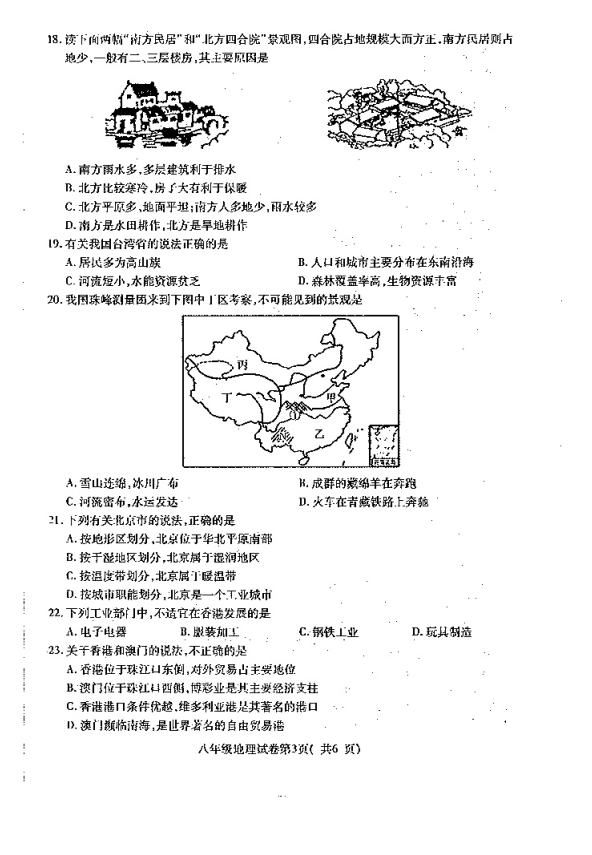 18. 读下面两幅“南方民居”和“北方四合院”景观图,四合院占地规模大而方正,南方民居则占
地少,一般有二、三层楼房,其主要原因是
A. 南方雨水多,多层建筑利于排水
B. 北方比较寒冷,房子大有利于保暖
C. 北方平原多,地面平坦;南方人多地少,雨水较多
D. 南方是水田耕作,北方是旱地耕作
19. 有关我国台湾省的说法正确的是
A. 居民多为高山族 B. 人口和城市主要分布在东南沿海
C. 河流短小,水能资源贫乏 D. 森林覆盖率高,生物资源丰富
20. 我国珠峰测量团来到下图中丁区考察,不可能见到的景观是
丙
丁 甲
乙
A. 雪山连绵,冰川广布 B. 成群的藏绵羊在奔跑
C. 河流密布,水运发达 D. 火车在青藏铁路上奔驰
21. 下列有关北京市的说法,正确的是
A. 按地形区划分,北京位于华北平原南部
B. 按干湿地区划分,北京属于湿润地区
C. 按温度带划分,北京属于暖温带
D. 按城市职能划分,北京是一个工业城市
22. 下列工业部门中,不适宜在香港发展的是
A. 电子电器 B. 服装加工 C. 钢铁工业 D. 玩具制造
23. 关于香港和澳门的说法,不正确的是
A. 香港位于珠江口东侧,对外贸易占主要地位
B. 澳门位于珠江口西侧,博彩业是其主要经济支柱
C. 香港港口条件优越,维多利亚港是其著名的港口
D. 澳门濒临南海,是世界著名的自由贸易港
八年级地理试卷第3页( 共6 页)